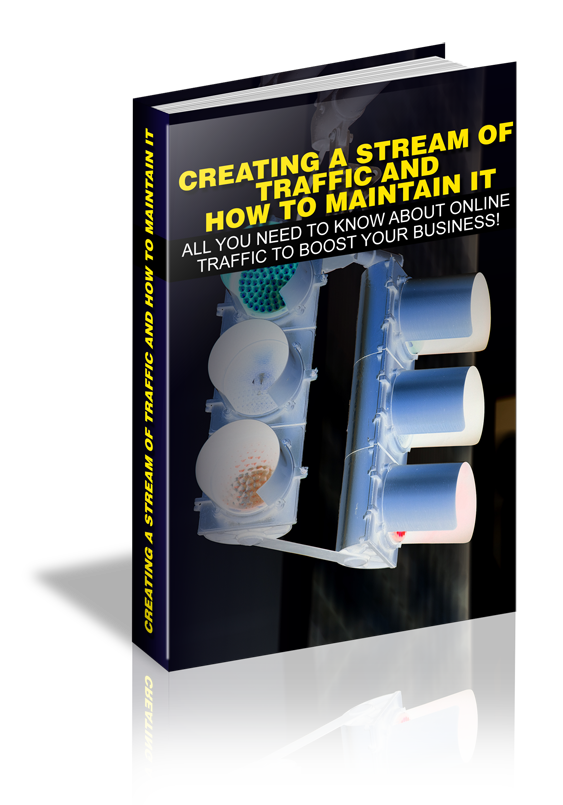 CREATING A STREAM OF
TRAFFIC AND
HOW TO MAINTAIN IT
ALL YOU NEED TO KNOW ABOUT ONLINE
TRAFFIC TO BOOST YOUR BUSINESS!
CREATING A STREAM OF TRAFFIC AND HOW TO MAINTAIN IT